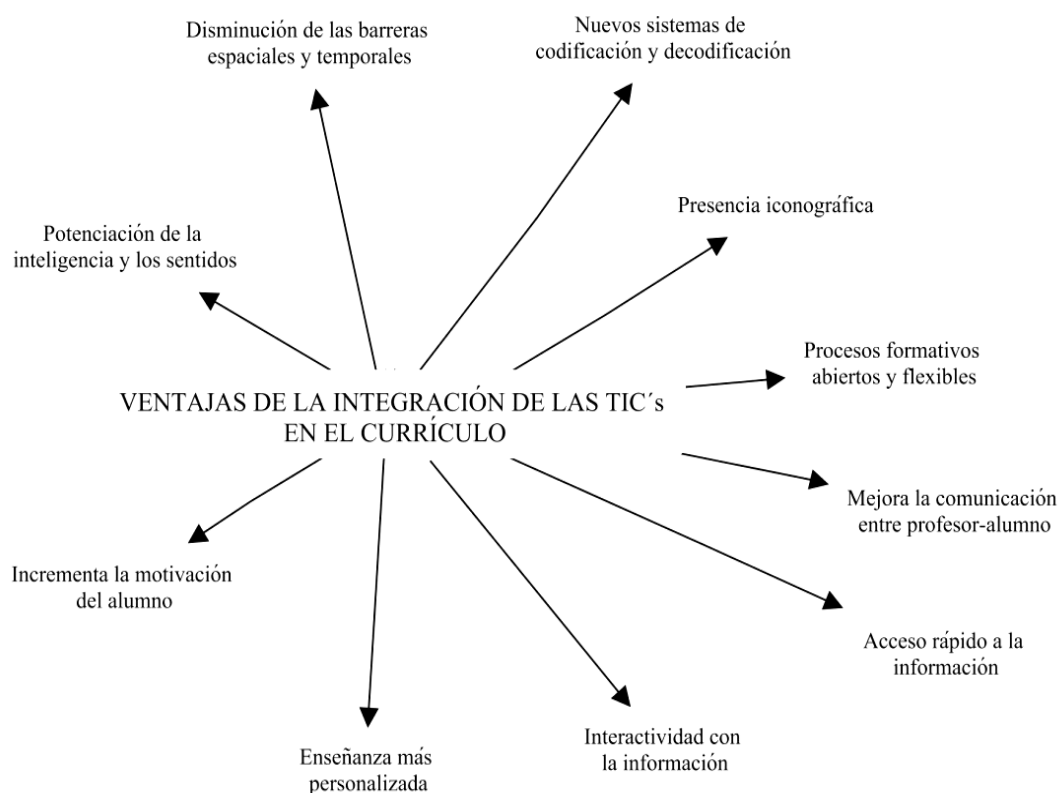 Disminución de las barreras
espaciales y temporales
Nuevos sistemas de
codificación y decodificación
Potenciación de la
inteligencia y los sentidos
Presencia iconográfica
Procesos formativos
abiertos y flexibles
VENTAJAS DE LA INTEGRACIÓN DE LAS TIC´s
EN EL CURRÍCULO
Mejora la comunicación
entre profesor-alumno
Incrementa la motivación
del alumno
Acceso rápido a la
información
Interactividad con
la información
Enseñanza más
personalizada